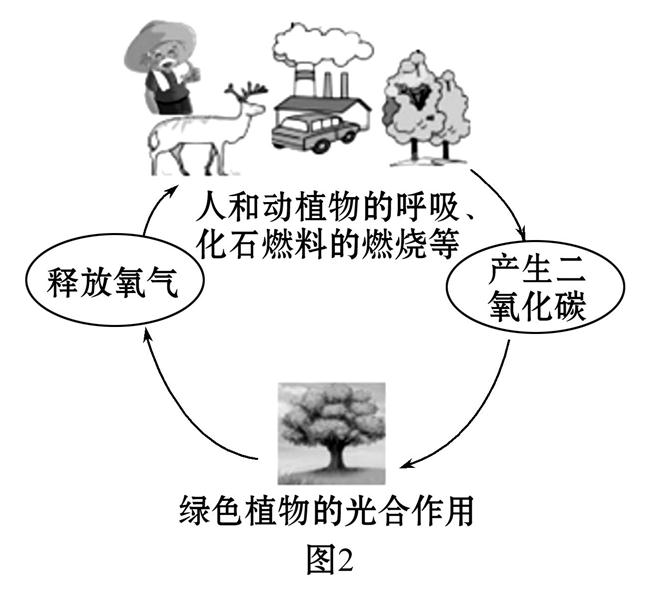 人和动植物的呼吸、
化石燃料的燃烧等
释放氧气
产生二
氧化碳
绿色植物的光合作用
图2